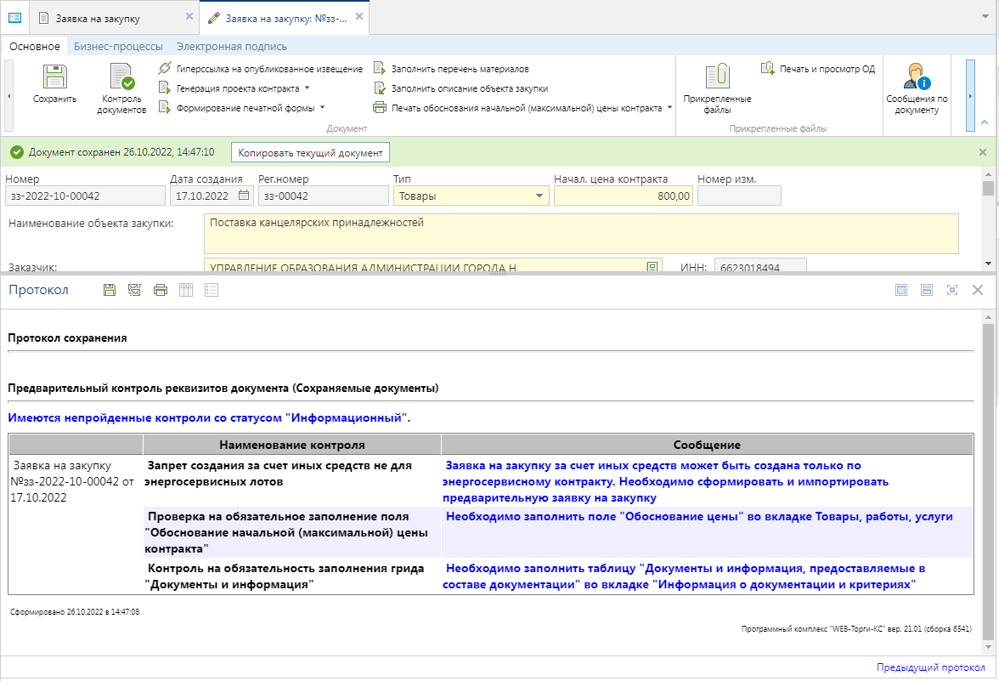 Заявка на закупку
Заявка на закупку: №зз-...
Основное Бизнес-процессы Электронная подпись
Сохранить
Контроль
документов
Гиперссылка на опубликованное извещение
Генерация проекта контракта
Формирование печатной формы
Заполнить перечень материалов
Заполнить описание объекта закупки
Печать обоснования начальной (максимальной) цены контракта
Документ
Прикрепленные
файлы
Печать и просмотр ОД
Прикрепленные файлы
Сообщения по
документу
Документ сохранен 26.10.2022, 14:47:10 Копировать текущий документ
Номер Дата создания Рег.номер Тип Начал. цена контракта Номер изм.
зз-2022-10-00042 17.10.2022 зз-00042 Товары 800,00
Наименование объекта закупки: Поставка канцелярских принадлежностей
Заказчик: УПРАВЛЕНИЕ ОБРАЗОВАНИЯ АДМИНИСТРАЦИИ ГОРОДА Н ИНН: 6623018494
Протокол
Протокол сохранения
Предварительный контроль реквизитов документа (Сохраняемые документы)
Имеются непройденные контроли со статусом "Информационный".
Наименование контроля Сообщение
Заявка на закупку
№зз-2022-10-00042 от
17.10.2022
Запрет создания за счет иных средств не для
энергосервисных лотов
Заявка на закупку за счет иных средств может быть создана только по
энергосервисному контракту. Необходимо сформировать и импортировать
предварительную заявку на закупку
Проверка на обязательное заполнение поля
"Обоснование начальной (максимальной) цены
контракта"
Необходимо заполнить поле "Обоснование цены" во вкладке Товары, работы, услуги
Контроль на обязательность заполнения грида
"Документы и информация"
Необходимо заполнить таблицу "Документы и информация, предоставляемые в
составе документации" во вкладке "Информация о документации и критериях"
Сформировано 26.10.2022 в 14:47:08
Программный комплекс "WEB-Торги-КС" вер. 21.01 (сборка 6541)
Предыдущий протокол